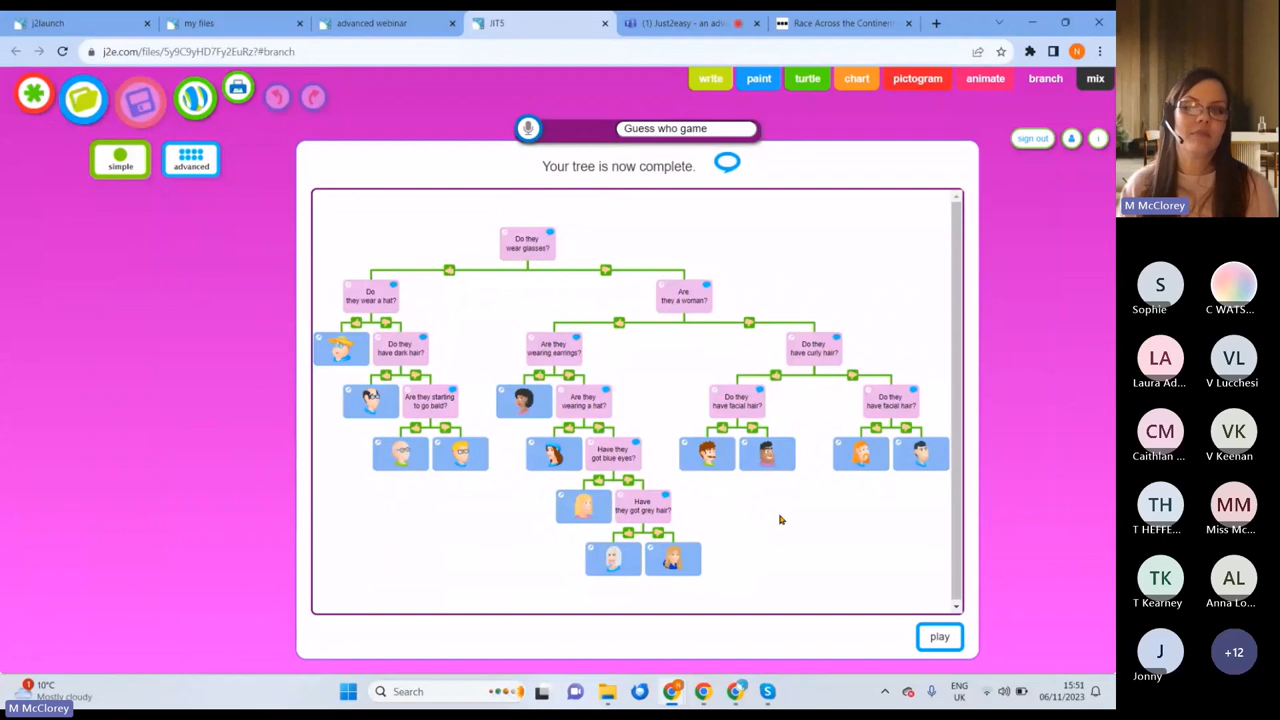 j2launch
my files
advanced webinar
JIT5
(1) Just2easy - an adv
Race Across the Continen
j2e.com/files/5y9C9yHD7Fy2EuRz?#branch
N
write
paint
turtle
chart
pictogram
animate
branch
mix
Guess who game
sign out
i
simple
advanced
Your tree is now complete.
Do they
wear glasses?
Do
they wear a hat?
Are
they a woman?
Do they
have dark hair?
Are they
wearing earrings?
Do they
have curly hair?
Are they starting
to go bald?
Are they
wearing a hat?
Do they
have facial hair?
Do they
have facial hair?
Have they
got blue eyes?
Have
they got grey hair?
play
M McClorey
S
Sophie
C WATS...
LA
Laura Ad...
VL
V Lucchesi
CM
Caithlan ...
VK
V Keenan
TH
T HEFFE...
MM
Miss Mc...
TK
T Kearney
AL
Anna Lo...
J
Jonny
+12
1
10°C
Mostly cloudy
Search
ENG
UK
15:51
06/11/2023
M McClorey